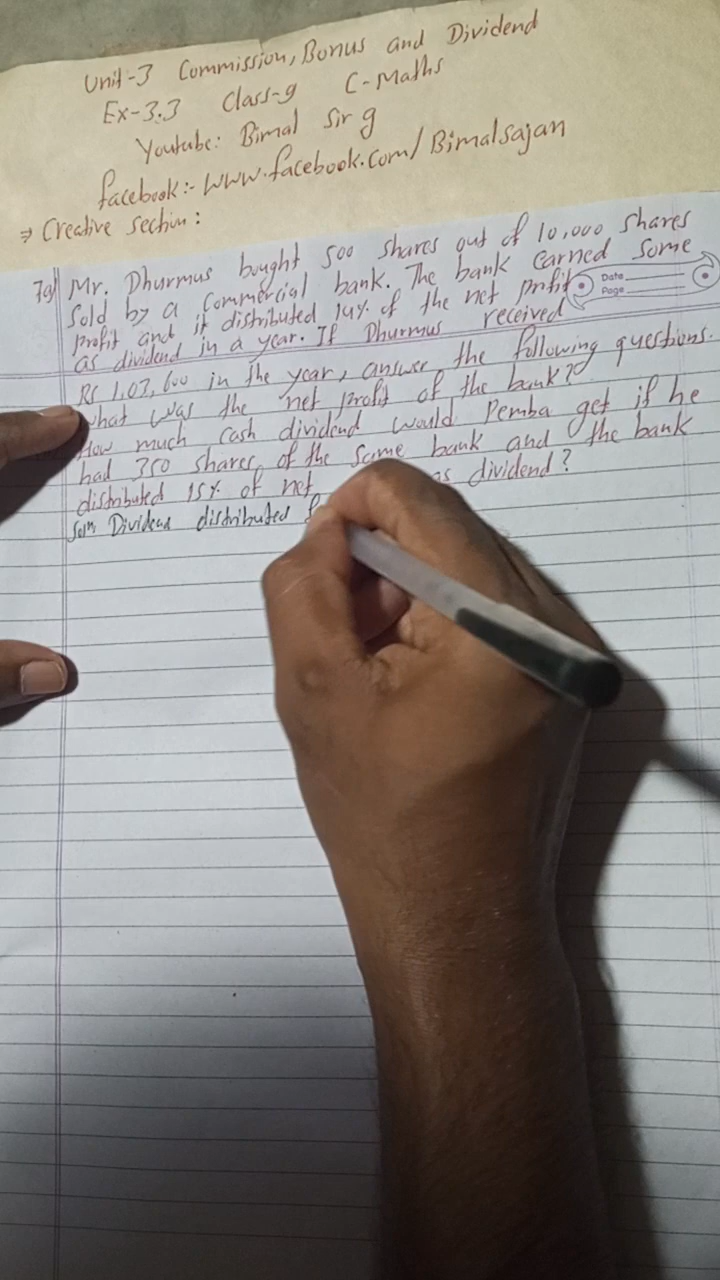 Unit-3 Commission, Bonus and Dividend
Ex-3.3 Class-9 C-Maths
Youtube: Bimal Sir g
facebook:- www.facebook.com/Bimalsajan
⇒ Creative section:
7a) Mr. Dhurmus bought 500 shares out of 10,000 shares
sold by a commercial bank. The bank earned some
profit and it distributed 14% of the net profit
as dividend in a year. If Dhurmus received
Date
Page
Rs 1,03,600 in the year, answer the following questions.
What was the net profit of the bank?
How much cash dividend would Pemba get if he
had 350 shares of the same bank and the bank
distributed 15% of net as dividend?
Solⁿ: Dividend distributed